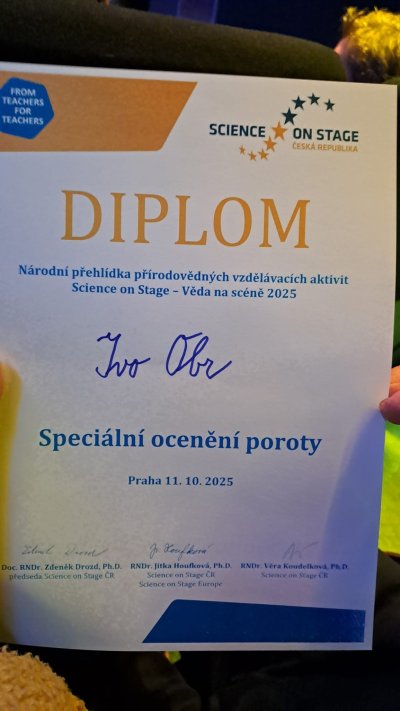 FROM
TEACHERS
FOR
TEACHERS
SCIENCE ON STAGE
ČESKÁ REPUBLIKA
DIPLOM
Národní přehlídka přírodovědných vzdělávacích aktivit
Science on Stage – Věda na scéně 2025
Ivo Obr
Speciální ocenění poroty
Praha 11. 10. 2025
Doc. RNDr. Zdeněk Drozd, Ph.D. RNDr. Jitka Houfková, Ph.D. RNDr. Věra Koudelková, Ph.D.
předseda Science on Stage ČR Science on Stage ČR Science on Stage ČR
Science on Stage Europe